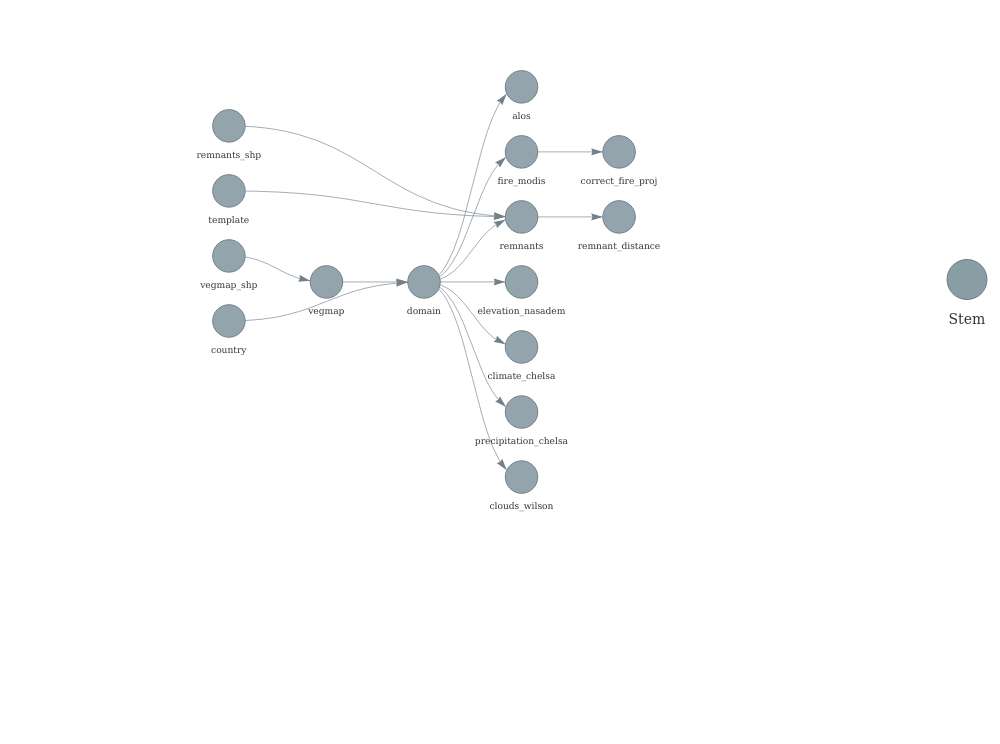 alos
remnants_shp
fire_modis
correct_fire_proj
template
remnants
remnant_distance
vegmap_shp
vegmap
domain
elevation_nasadem
Stem
country
climate_chelsa
precipitation_chelsa
clouds_wilson